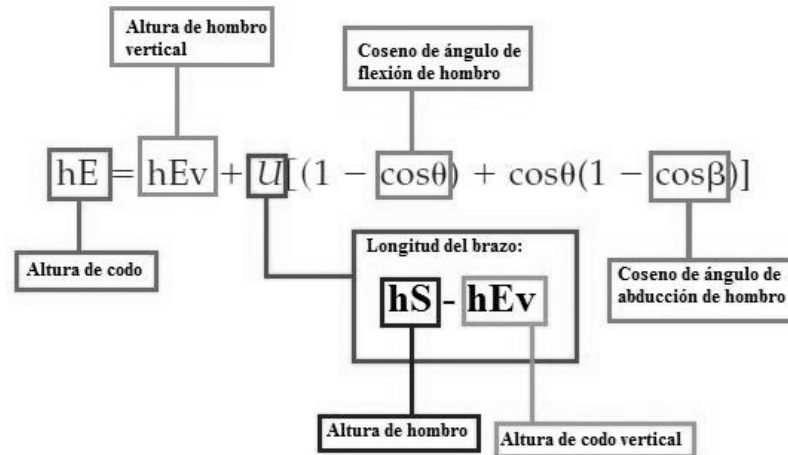 Altura de hombro
vertical
Coseno de ángulo de
flexión de hombro
hE = hEv + U[(1 − cosθ) + cosθ(1 − cosβ)]
Altura de codo
Longitud del brazo:
hS - hEv
Coseno de ángulo de
abducción de hombro
Altura de hombro
Altura de codo vertical